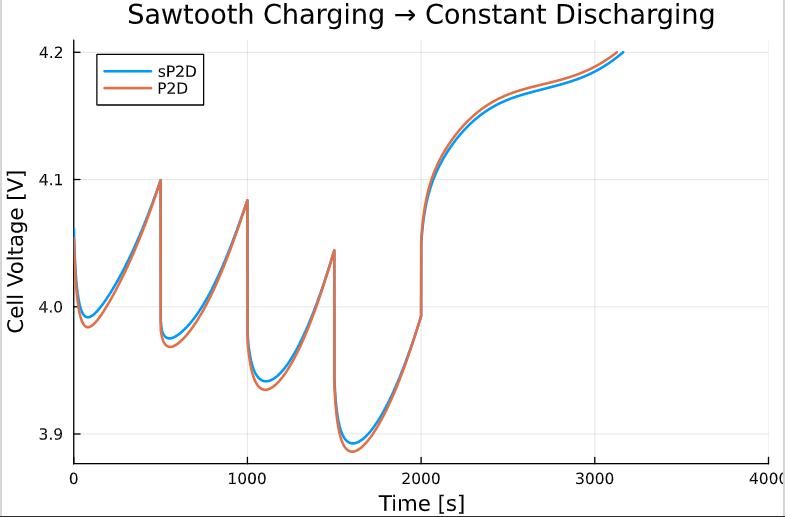 Sawtooth Charging → Constant Discharging
4.2
sP2D
P2D
4.1
Cell Voltage [V]
4.0
3.9
0 1000 2000 3000 4000
Time [s]